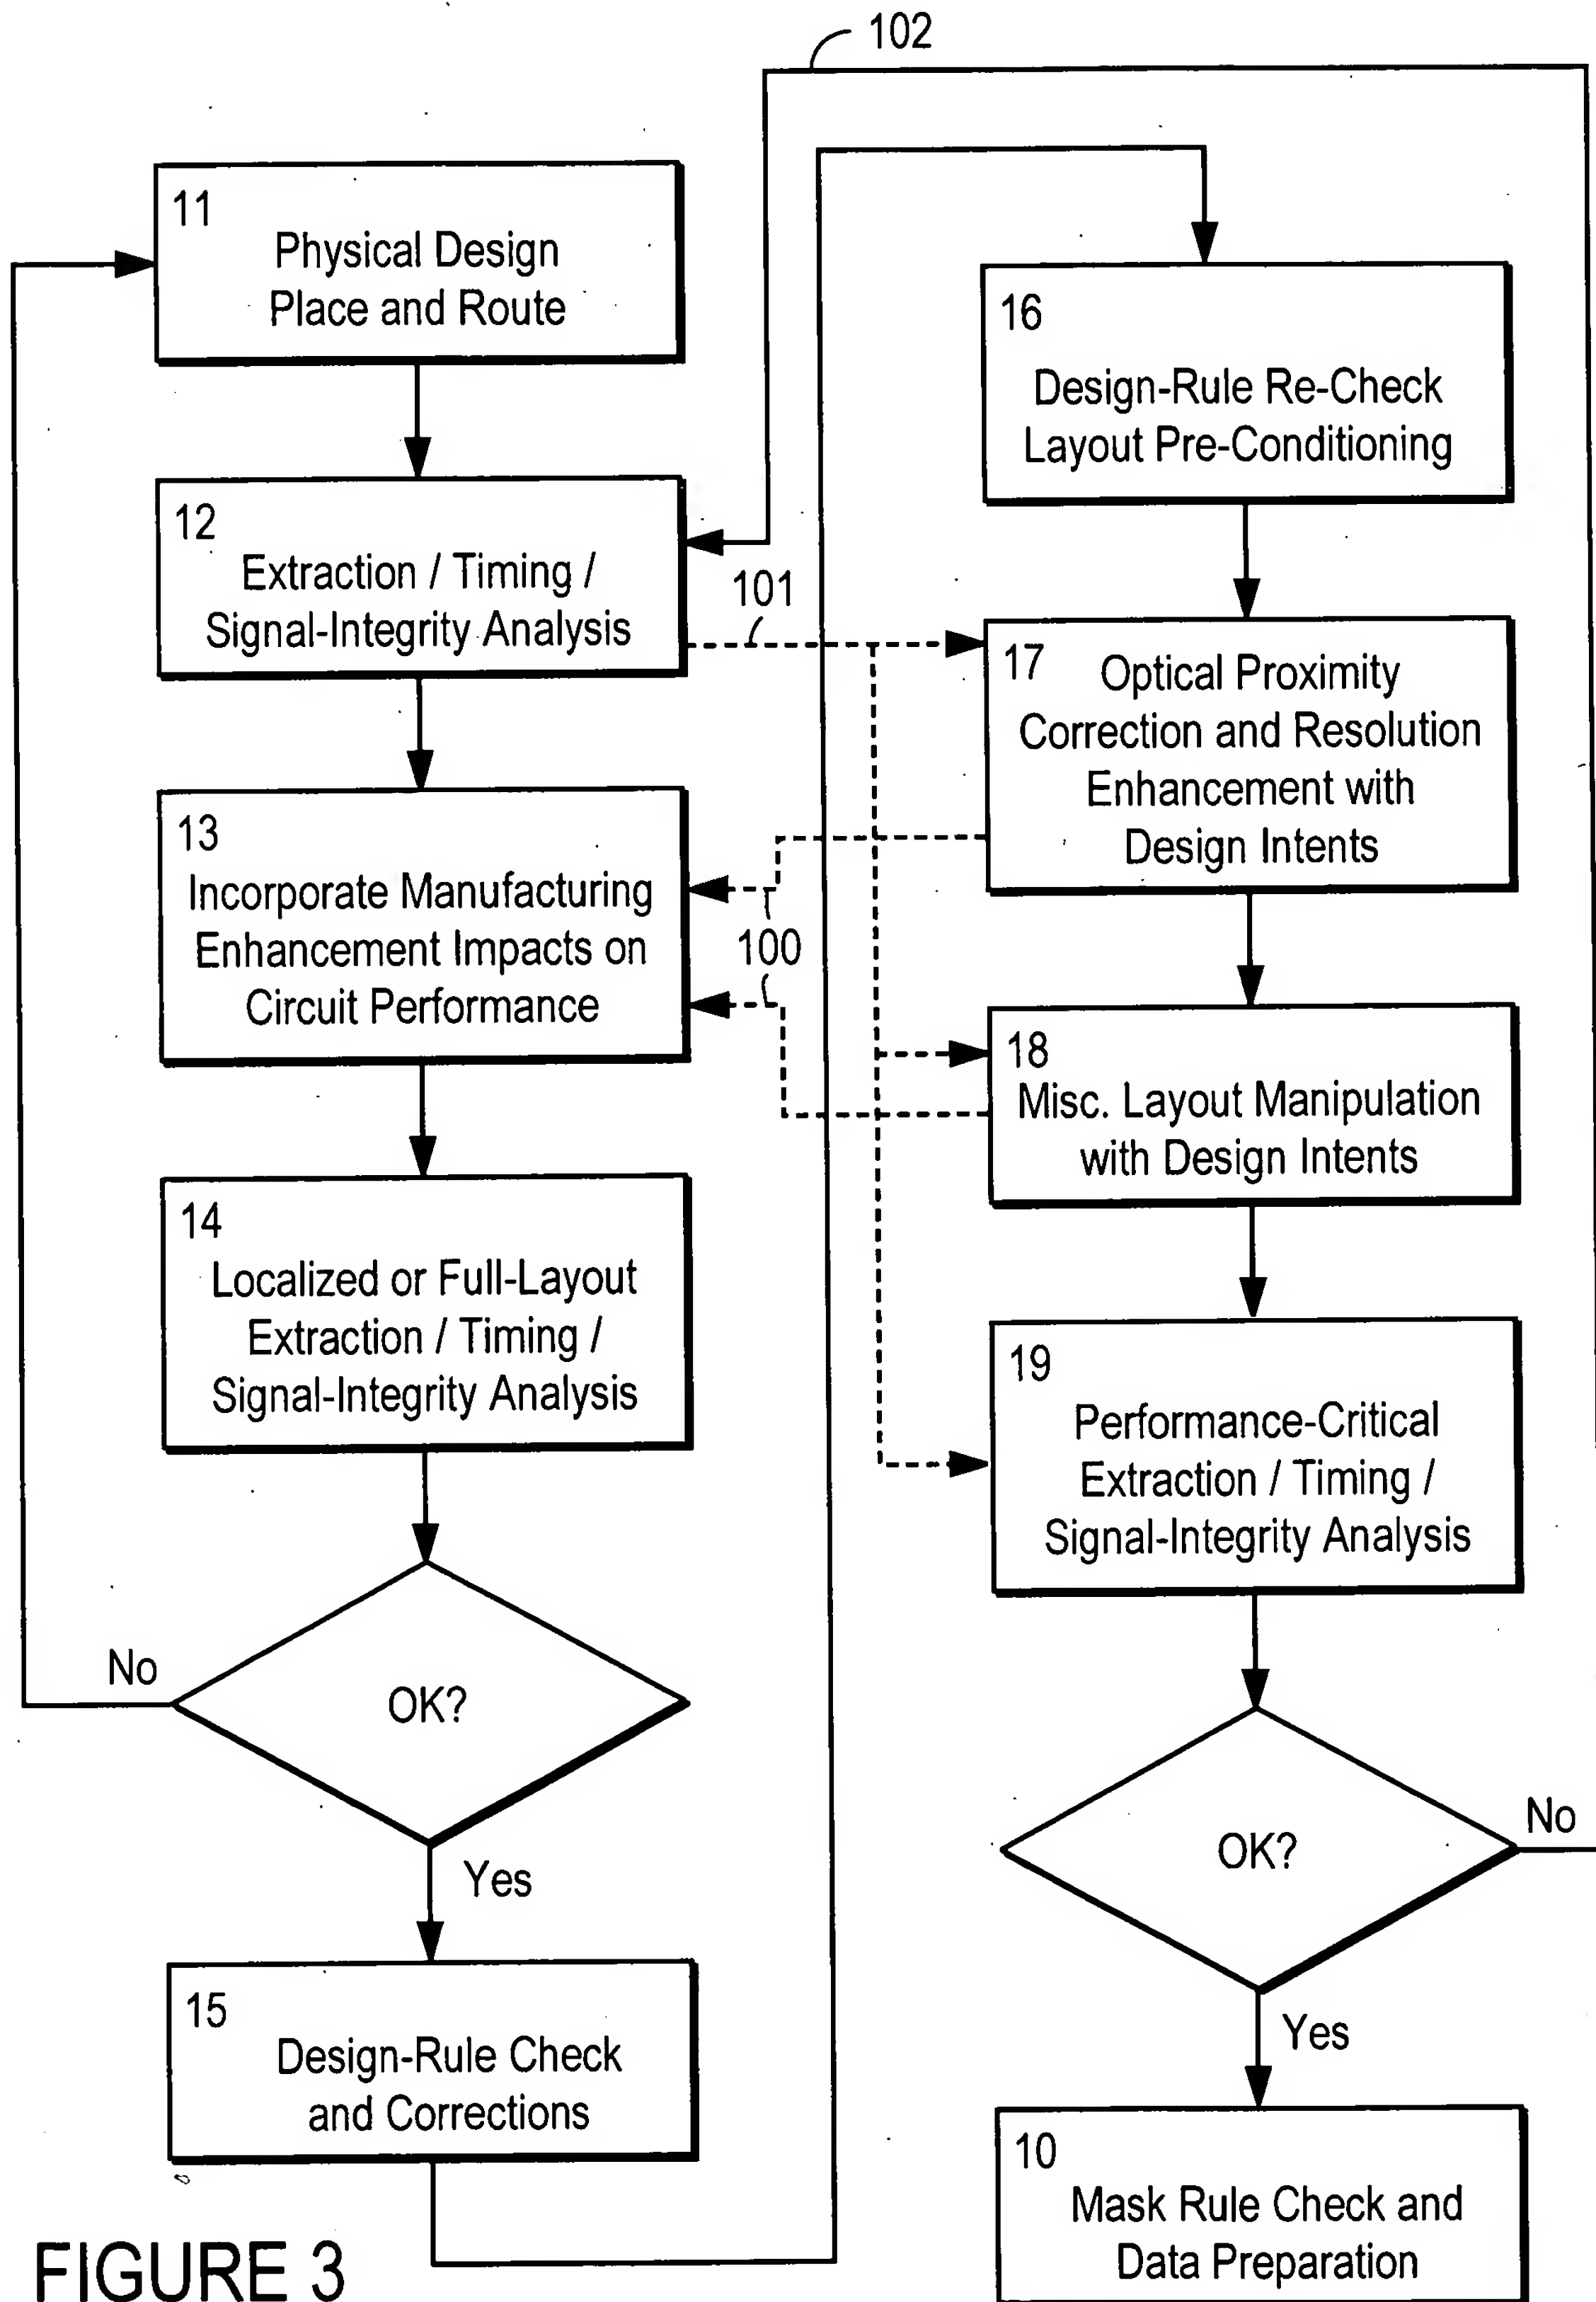 102
11
Physical Design
Place and Route
12
Extraction / Timing /
Signal-Integrity Analysis
101
13
Incorporate Manufacturing
Enhancement Impacts on
Circuit Performance
100
14
Localized or Full-Layout
Extraction / Timing /
Signal-Integrity Analysis
No
OK?
Yes
15
Design-Rule Check
and Corrections
16
Design-Rule Re-Check
Layout Pre-Conditioning
17
Optical Proximity
Correction and Resolution
Enhancement with
Design Intents
18
Misc. Layout Manipulation
with Design Intents
19
Performance-Critical
Extraction / Timing /
Signal-Integrity Analysis
OK?
No
Yes
10
Mask Rule Check and
Data Preparation
FIGURE 3